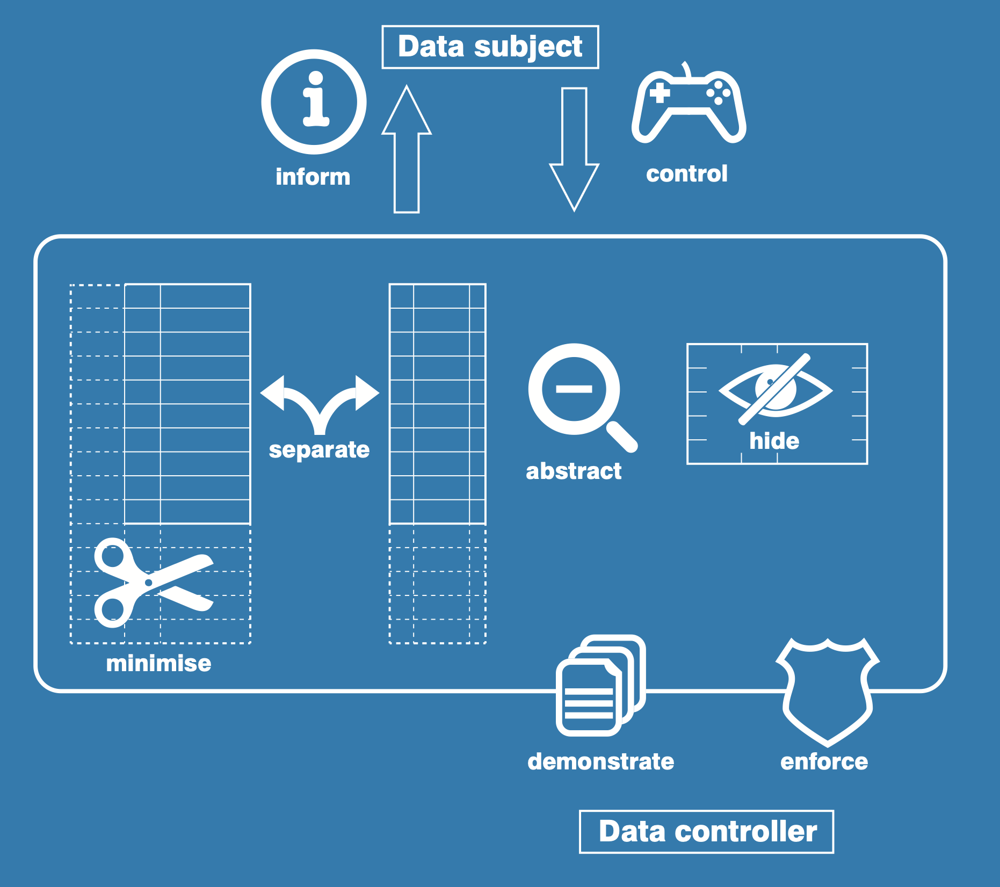 Data subject
inform
control
separate
abstract
hide
minimise
demonstrate
enforce
Data controller